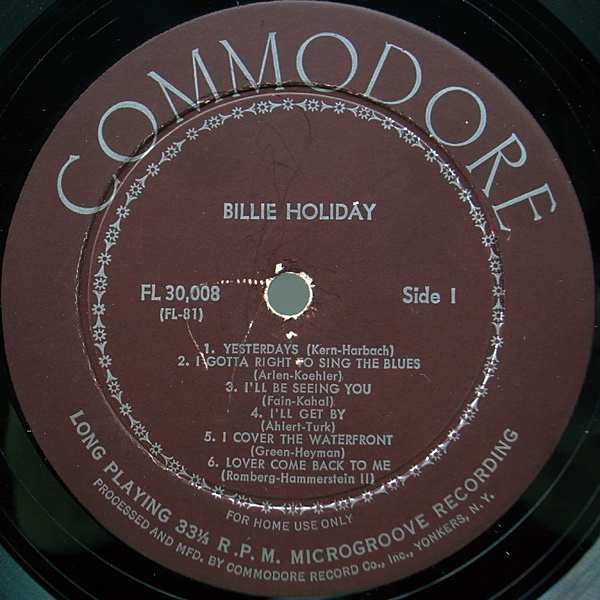 COMMODORE
BILLIE HOLIDAY
FL 30,008
(FL-81)
Side 1
1. YESTERDAYS (Kern-Harbach)
2. I GOTTA RIGHT TO SING THE BLUES
(Arlen-Koehler)
3. I'LL BE SEEING YOU
(Fain-Kahal)
4. I'LL GET BY
(Ahlert-Turk)
5. I COVER THE WATERFRONT
(Green-Heyman)
6. LOVER COME BACK TO ME
(Romberg-Hammerstein II)
FOR HOME USE ONLY
LONG PLAYING 33⅓ R.P.M. MICROGROOVE RECORDING
PROCESSED AND MFD. BY COMMODORE RECORD Co., Inc., YONKERS, N.Y.